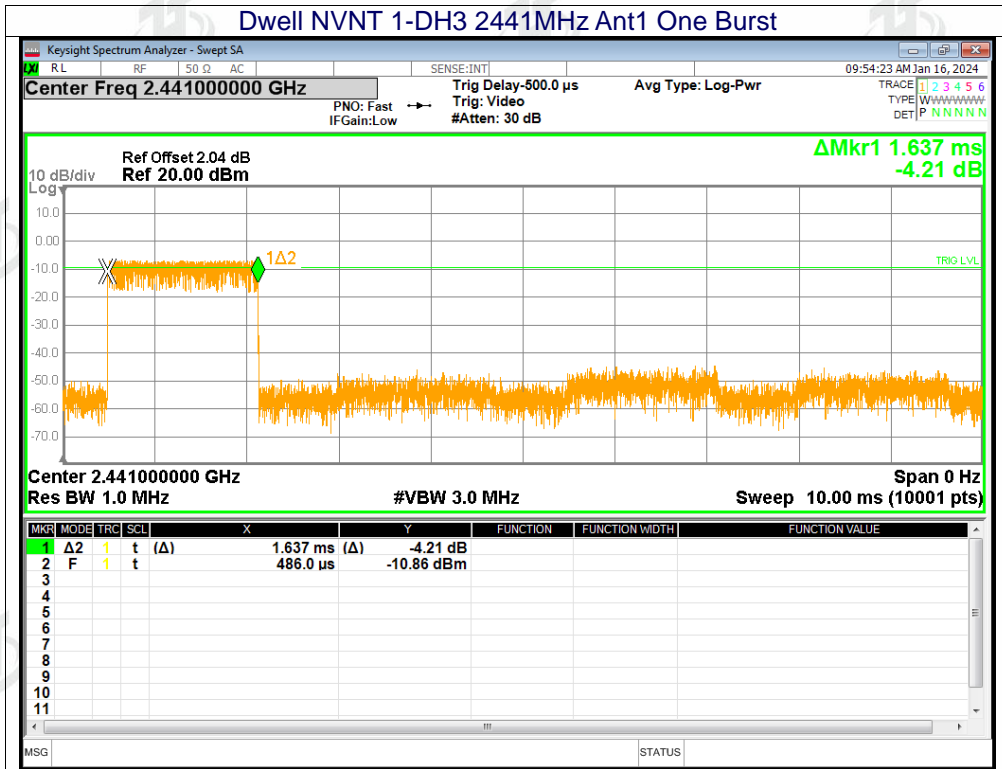 Dwell NVNT 1-DH3 2441MHz Ant1 One Burst
Keysight Spectrum Analyzer - Swept SA
LXI RL RF 50 Ω AC SENSE:INT 09:54:23 AM Jan 16, 2024
Center Freq 2.441000000 GHz
PNO: Fast
IFGain:Low
Trig Delay-500.0 µs
Trig: Video
#Atten: 30 dB
Avg Type: Log-Pwr
TRACE 1 2 3 4 5 6
TYPE WWWWWW
DET P N N N N N
ΔMkr1 1.637 ms
-4.21 dB
Ref Offset 2.04 dB
10 dB/div Ref 20.00 dBm
Log
10.0
0.00
-10.0
-20.0
-30.0
-40.0
-50.0
-60.0
-70.0
1Δ2
TRIG LVL
Center 2.441000000 GHz Span 0 Hz
Res BW 1.0 MHz #VBW 3.0 MHz Sweep 10.00 ms (10001 pts)
MKR MODE TRC SCL X Y FUNCTION FUNCTION WIDTH FUNCTION VALUE
1 Δ2 1 t (Δ) 1.637 ms (Δ) -4.21 dB
2 F 1 t 486.0 µs -10.86 dBm
3
4
5
6
7
8
9
10
11
MSG STATUS